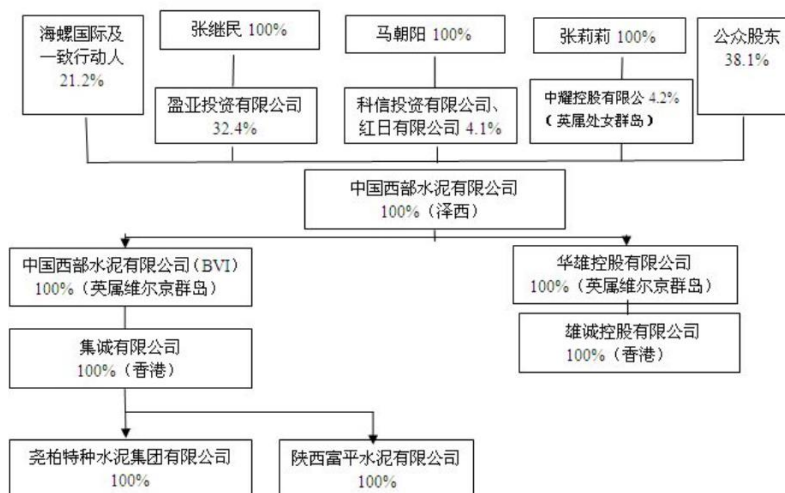 海螺国际及
一致行动人
21.2%
张继民 100%
马朝阳 100%
张莉莉 100%
公众股东
38.1%
盈亚投资有限公司
32.4%
科信投资有限公司、
红日有限公司 4.1%
中耀控股有限公 4.2%
（英属处女群岛）
中国西部水泥有限公司
100%（泽西）
中国西部水泥有限公司(BVI)
100%（英属维尔京群岛）
华雄控股有限公司
100%（英属维尔京群岛）
集诚有限公司
100%（香港）
雄诚控股有限公司
100%（香港）
尧柏特种水泥集团有限公司
100%
陕西富平水泥有限公司
100%